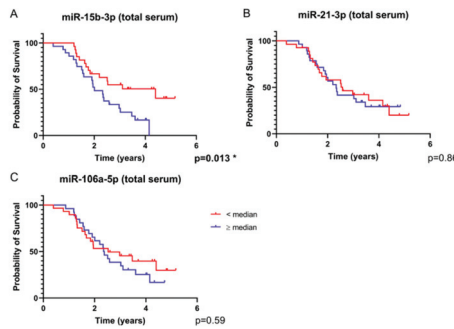 A
miR-15b-3p (total serum)
Probability of Survival
100
50
0
0
2
4
6
Time (years)
p=0.013 *
B
miR-21-3p (total serum)
Probability of Survival
100
50
0
0
2
4
6
Time (years)
p=0.86
C
miR-106a-5p (total serum)
Probability of Survival
100
50
0
0
2
4
6
Time (years)
p=0.59
< median
≥ median